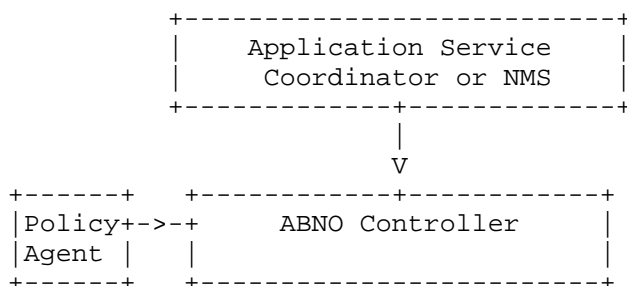 Application Service
Coordinator or NMS
Policy ABNO Controller
Agent